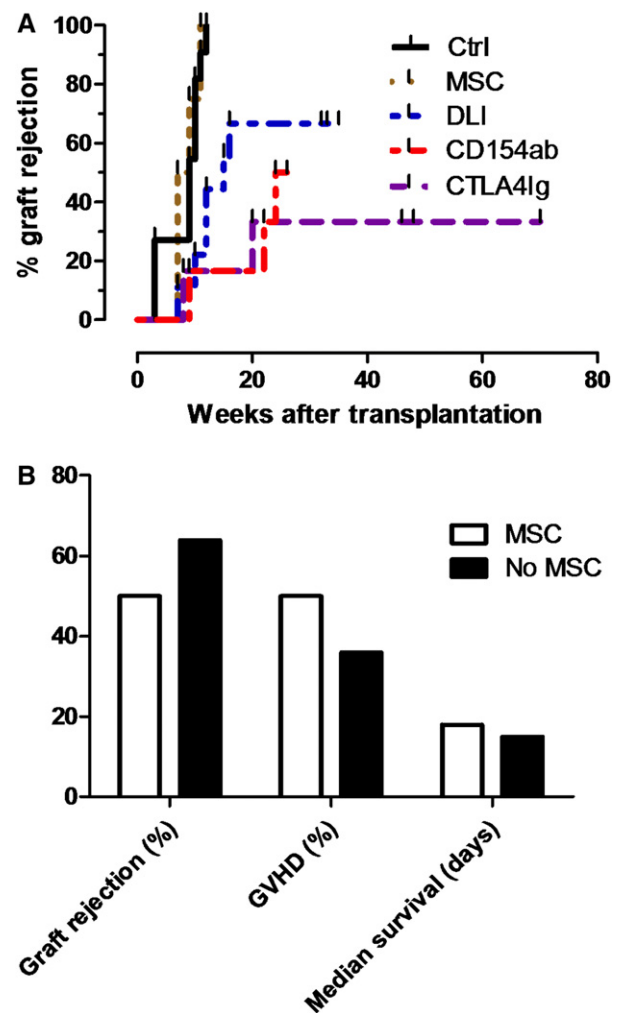 A
% graft rejection
100
80
60
40
20
0
Ctrl
MSC
DLI
CD154ab
CTLA4Ig
0 20 40 60 80
Weeks after transplantation
B
80
60
40
20
0
MSC
No MSC
Graft rejection (%)
GVHD (%)
Median survival (days)